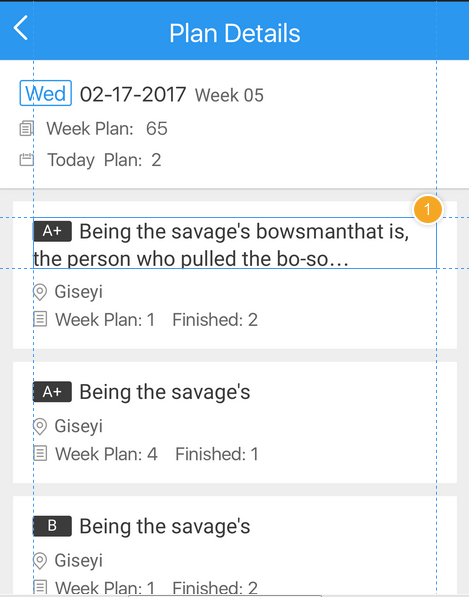 Plan Details
Wed 02-17-2017 Week 05
Week Plan: 65
Today Plan: 2
1
A+ Being the savage's bowsmanthat is,
the person who pulled the bo-so...
Giseyi
Week Plan: 1 Finished: 2
A+ Being the savage's
Giseyi
Week Plan: 4 Finished: 1
B Being the savage's
Giseyi
Week Plan: 1 Finished: 2